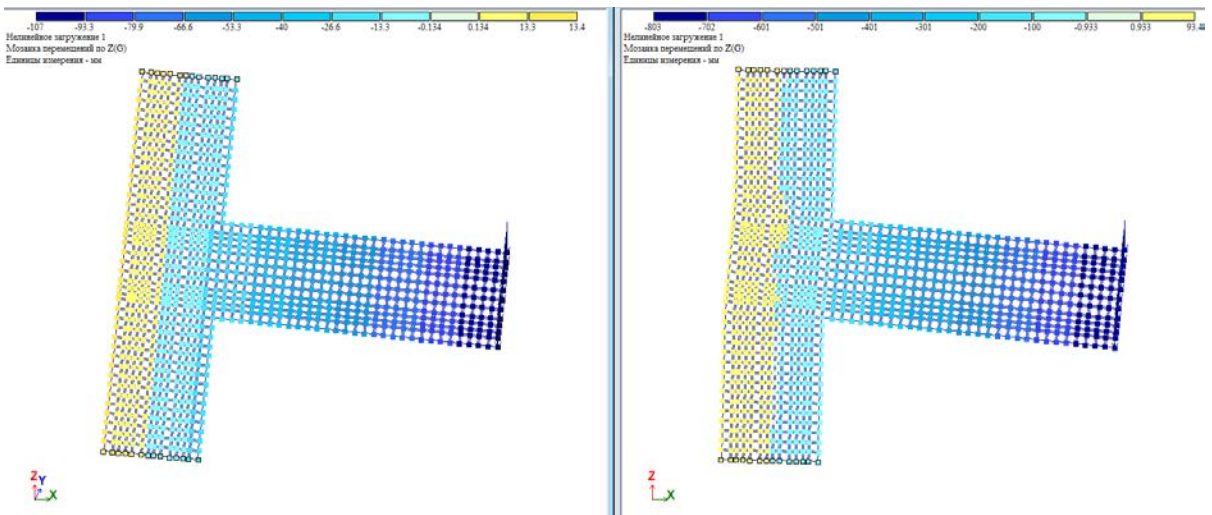 -107 -93.3 -79.9 -66.6 -53.3 -40 -26.6 -13.3 -0.134 0.134 13.3 13.4
Нелинейное загружение 1
Мозаика перемещений по Z(G)
Единицы измерения - мм
Z Y
X
-803 -702 -601 -501 -401 -301 -200 -100 -0.933 0.933 93.4
Нелинейное загружение 1
Мозаика перемещений по Z(G)
Единицы измерения - мм
Z
X